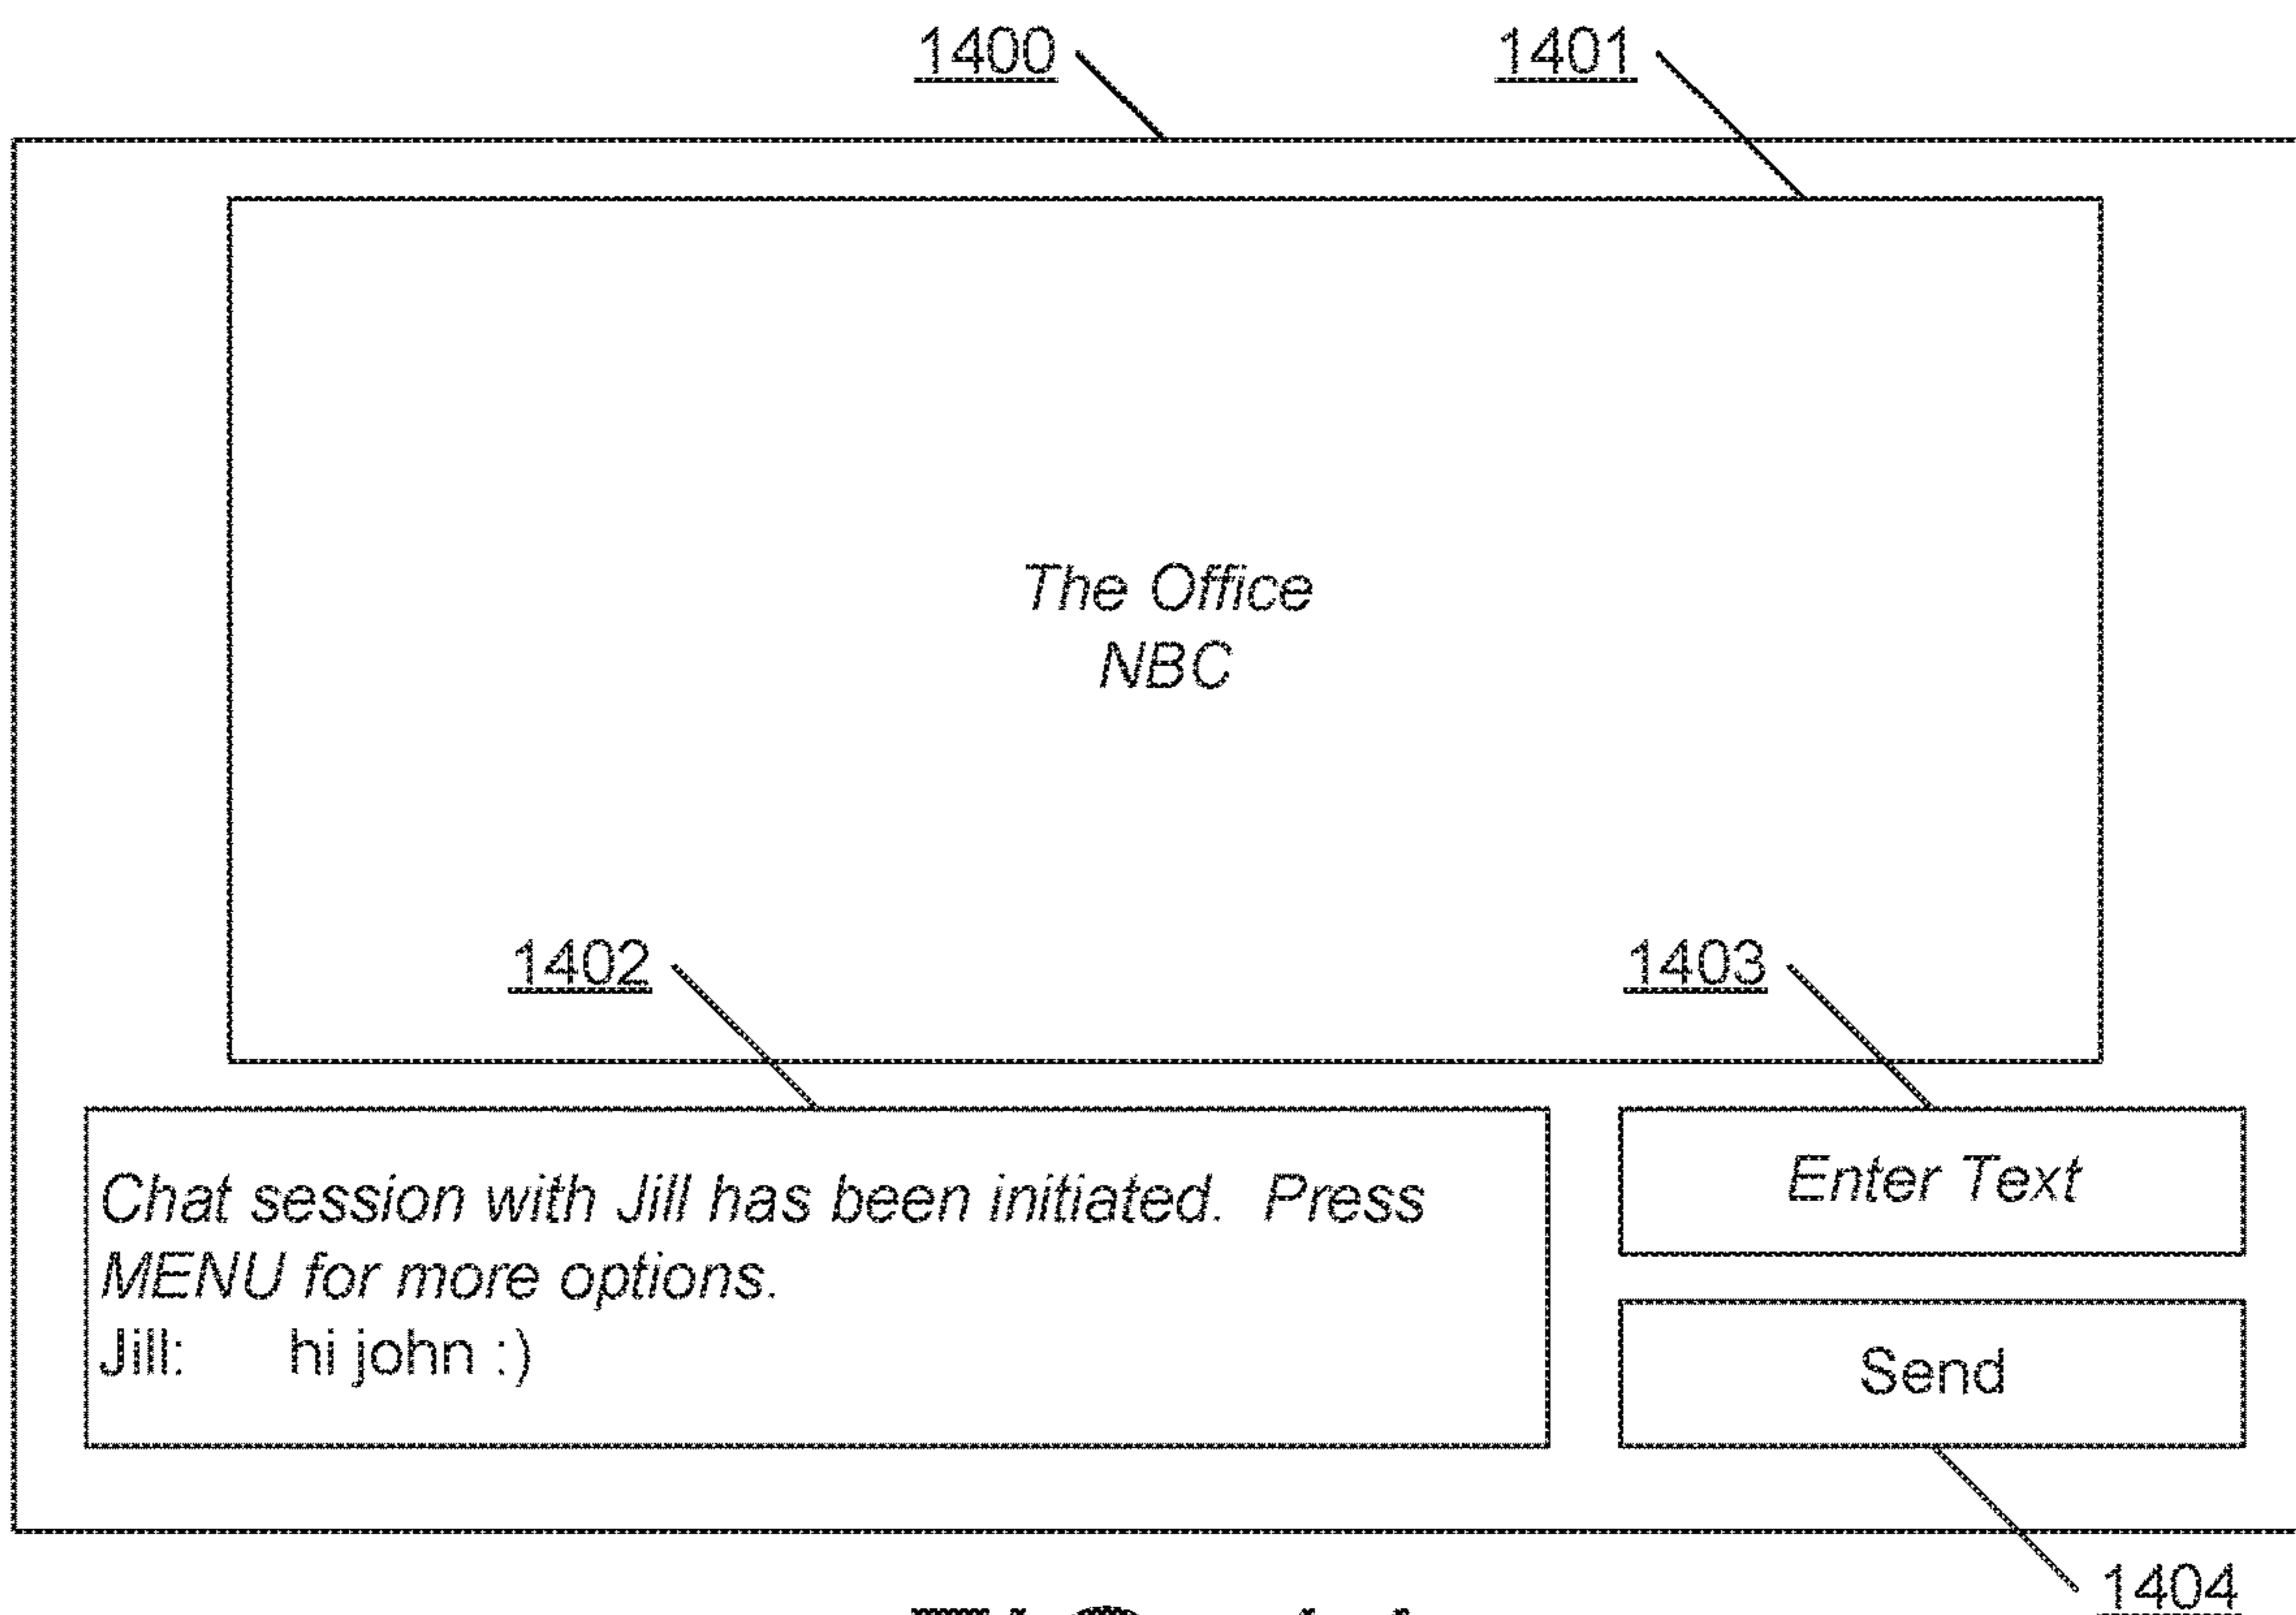 1400 1401
The Office
NBC
1402 1403
Chat session with Jill has been initiated. Press
MENU for more options.
Jill: hi john :)
Enter Text
Send
1404